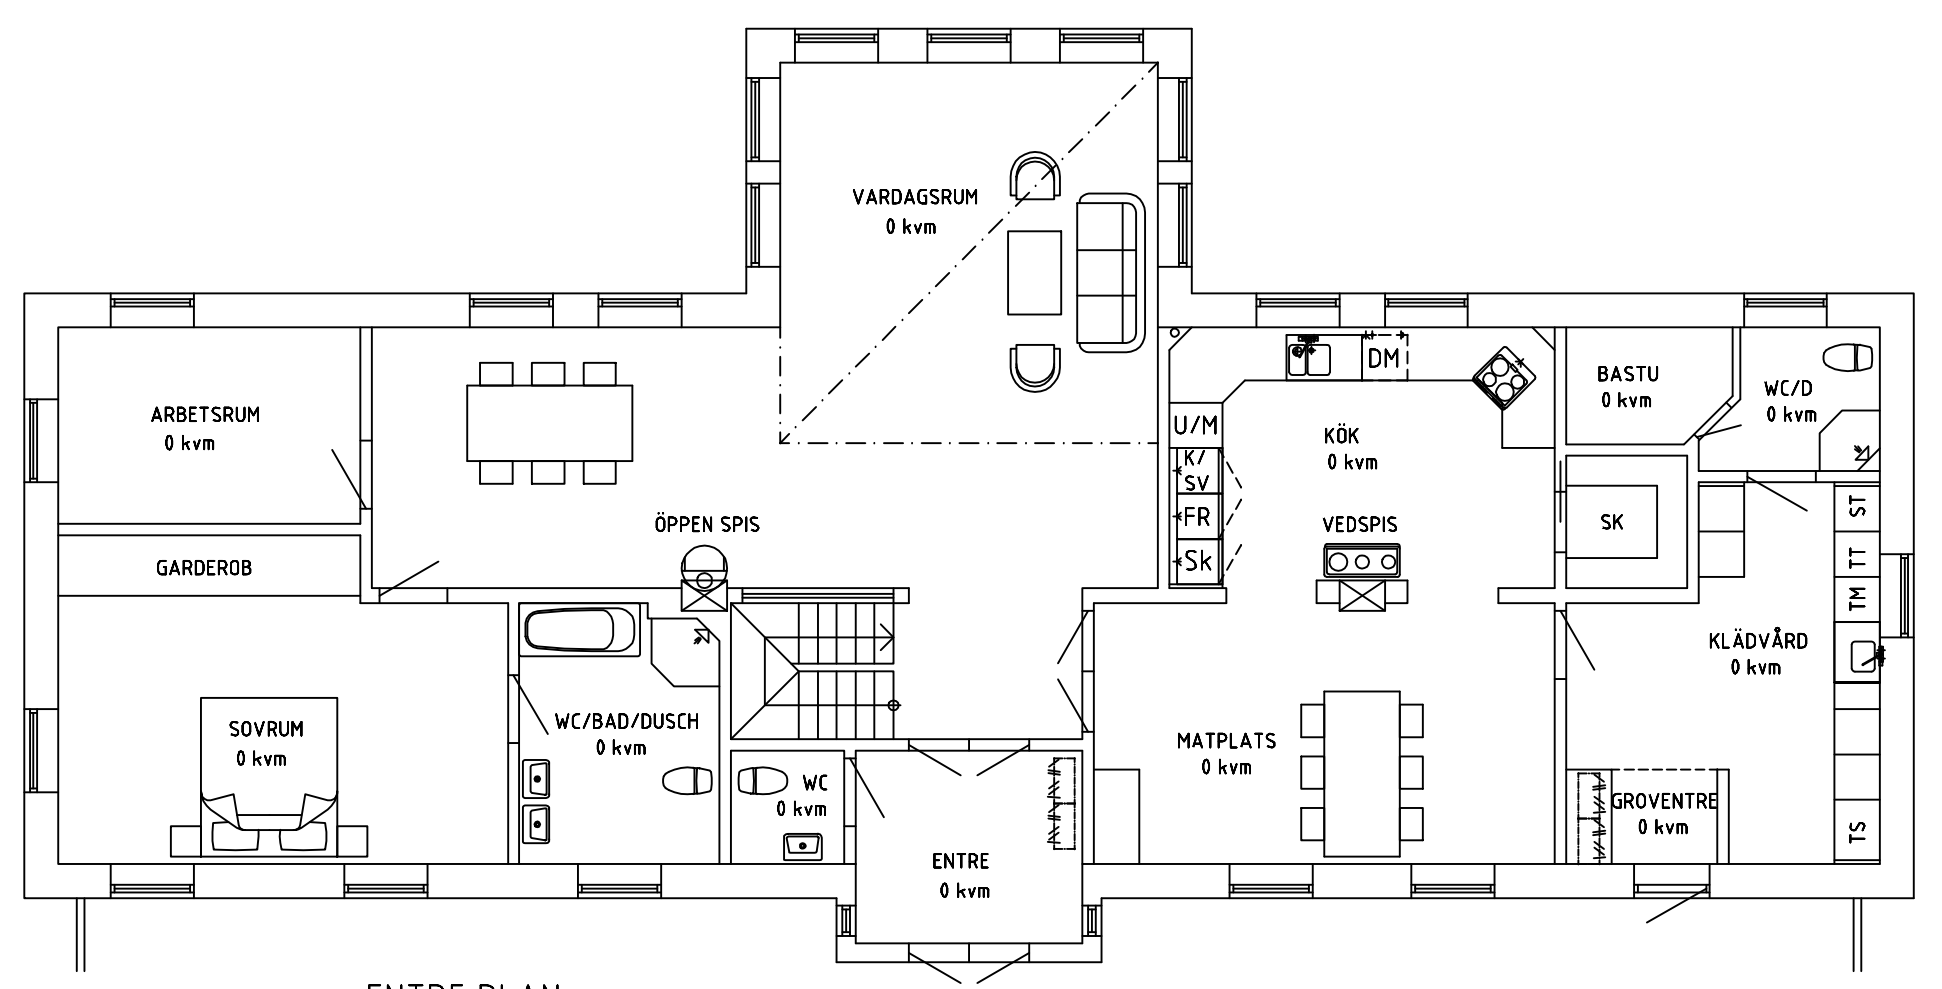 VARDAGSRUM
0 kvm
ARBETSRUM
0 kvm
GARDEROB
ÖPPEN SPIS
DM
U/M
K/
SV
FR
Sk
KÖK
0 kvm
VEDSPIS
BASTU
0 kvm
WC/D
0 kvm
SK
ST
TT
TM
TS
KLÄDVÅRD
0 kvm
SOVRUM
0 kvm
WC/BAD/DUSCH
0 kvm
WC
0 kvm
MATPLATS
0 kvm
GROVENTRE
0 kvm
ENTRE
0 kvm
ENTRE PLAN